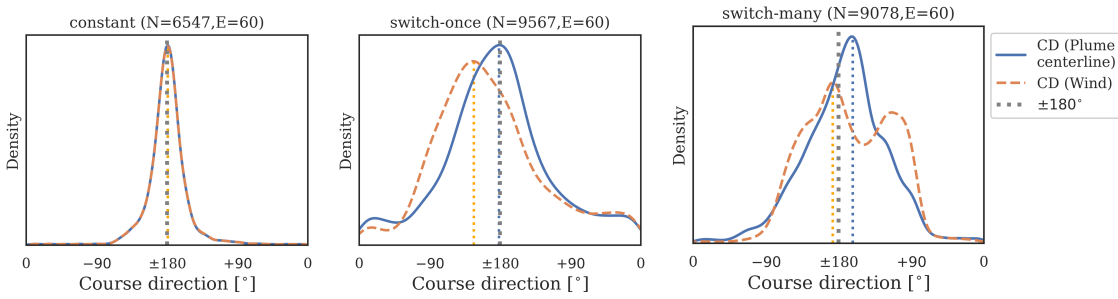 constant (N=6547,E=60)
Density
0 −90 ±180 +90 0
Course direction [°]
switch-once (N=9567,E=60)
Density
0 −90 ±180 +90 0
Course direction [°]
switch-many (N=9078,E=60)
Density
0 −90 ±180 +90 0
Course direction [°]
CD (Plume
centerline)
CD (Wind)
±180°